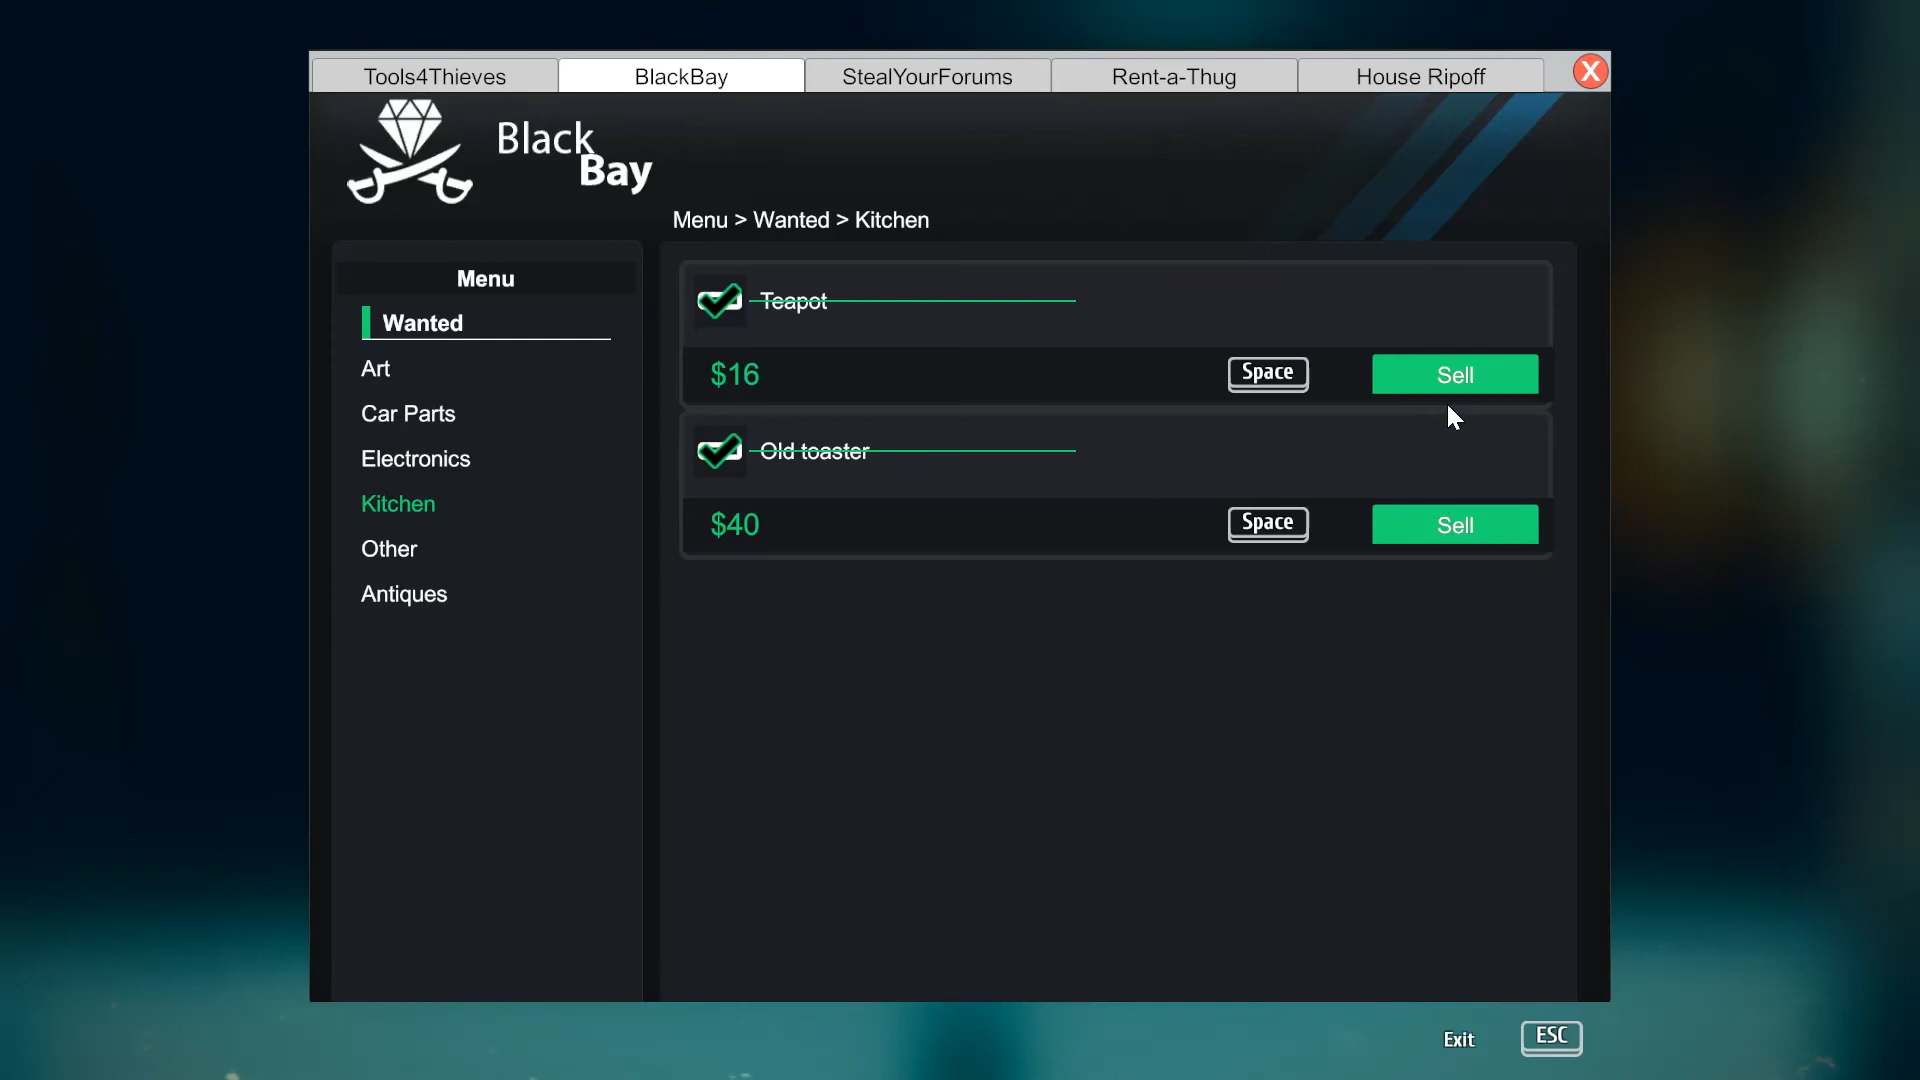 Tools4Thieves
BlackBay
StealYourForums
Rent-a-Thug
House Ripoff
X
Black
Bay
Menu > Wanted > Kitchen
Menu
Wanted
Art
Car Parts
Electronics
Kitchen
Other
Antiques
Teapot
$16
Space
Sell
Old toaster
$40
Space
Sell
Exit
ESC